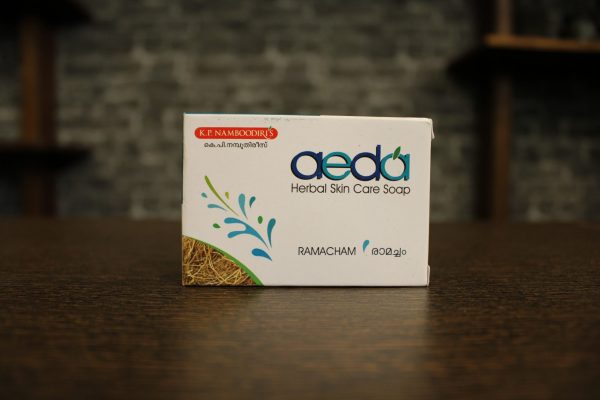 K.P. NAMBOODIRI'S
കെ.പി.നമ്പൂതിരീസ്
aeda
Herbal Skin Care Soap
RAMACHAM രാമച്ചം